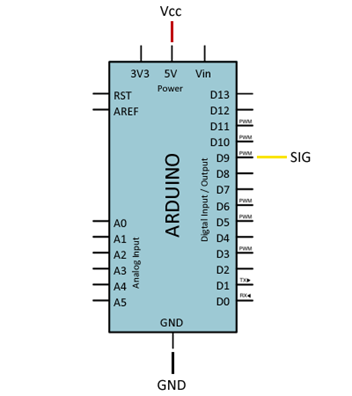 Vcc
3V3 5V Vin
Power
RST
AREF
A0
A1
A2
A3
A4
A5
Analog Input
ARDUINO
Digtal Input / Output
D13
D12
PWM
D11
PWM
D10
PWM
D9 SIG
D8
D7
PWM
D6
PWM
D5
D4
PWM
D3
D2
TX▶
D1
RX◀
D0
GND
GND